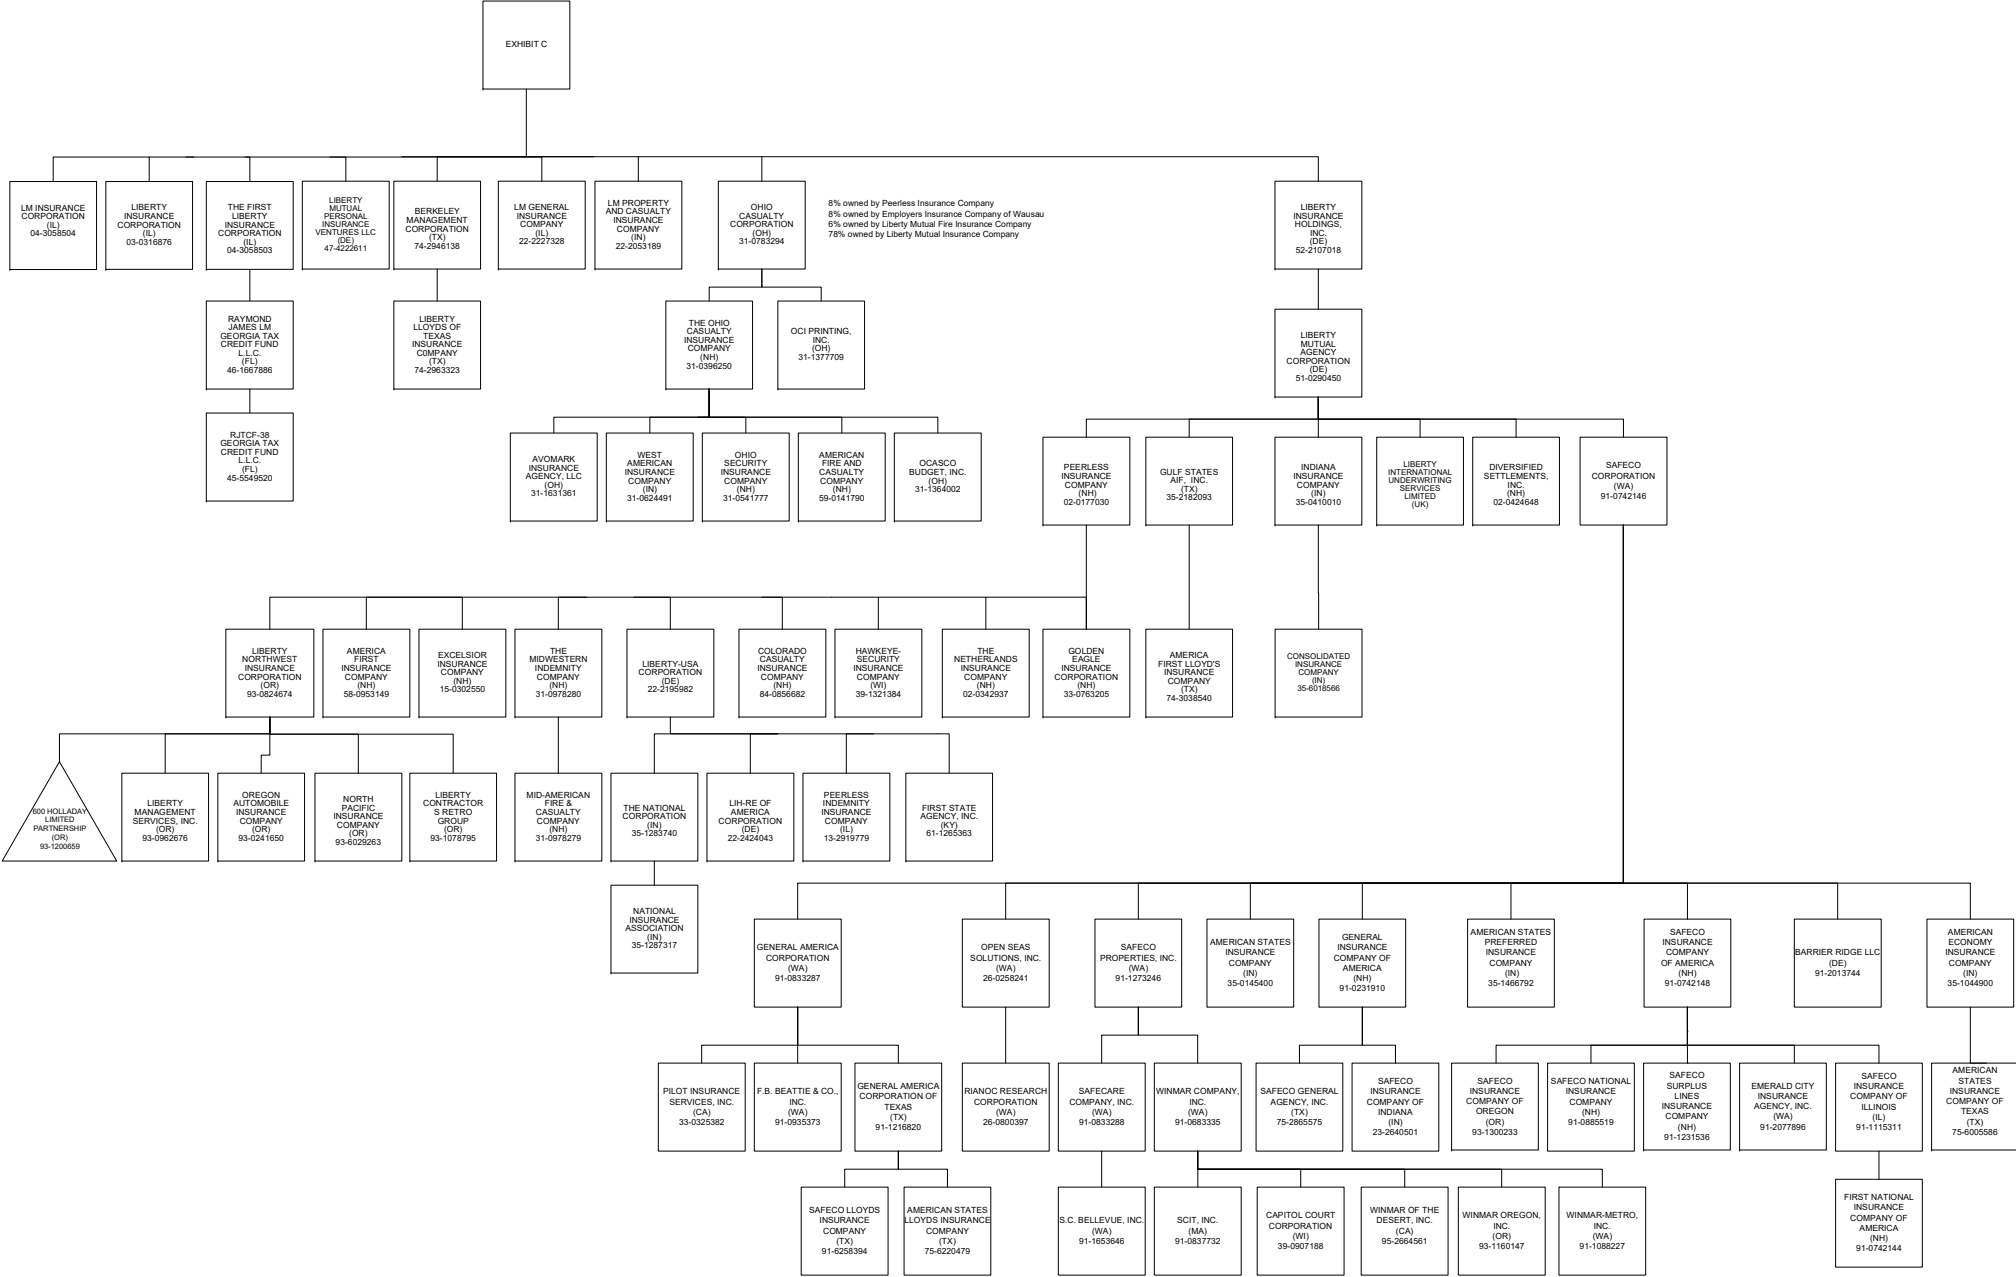 EXHIBIT C
LM INSURANCE
CORPORATION
(IL)
04-3058504
LIBERTY
INSURANCE
CORPORATION
(IL)
03-0316876
THE FIRST
LIBERTY
INSURANCE
CORPORATION
(IL)
04-3058503
LIBERTY
MUTUAL
PERSONAL
INSURANCE
VENTURES LLC
(DE)
47-4222611
BERKELEY
MANAGEMENT
CORPORATION
(TX)
74-2946138
LM GENERAL
INSURANCE
COMPANY
(IL)
22-2227328
LM PROPERTY
AND CASUALTY
INSURANCE
COMPANY
(IN)
22-2053189
OHIO
CASUALTY
CORPORATION
(OH)
31-0783294
8% owned by Peerless Insurance Company
8% owned by Employers Insurance Company of Wausau
6% owned by Liberty Mutual Fire Insurance Company
78% owned by Liberty Mutual Insurance Company
LIBERTY
INSURANCE
HOLDINGS,
INC.
(DE)
52-2107018
RAYMOND
JAMES LM
GEORGIA TAX
CREDIT FUND
L.L.C.
(FL)
46-1667886
LIBERTY
LLOYDS OF
TEXAS
INSURANCE
C0MPANY
(TX)
74-2963323
THE OHIO
CASUALTY
INSURANCE
COMPANY
(NH)
31-0396250
OCI PRINTING,
INC.
(OH)
31-1377709
LIBERTY
MUTUAL
AGENCY
CORPORATION
(DE)
51-0290450
RJTCF-38
GEORGIA TAX
CREDIT FUND
L.L.C.
(FL)
45-5549520
AVOMARK
INSURANCE
AGENCY, LLC
(OH)
31-1631361
WEST
AMERICAN
INSURANCE
COMPANY
(IN)
31-0624491
OHIO
SECURITY
INSURANCE
COMPANY
(NH)
31-0541777
AMERICAN
FIRE AND
CASUALTY
COMPANY
(NH)
59-0141790
OCASCO
BUDGET, INC.
(OH)
31-1364002
PEERLESS
INSURANCE
COMPANY
(NH)
02-0177030
GULF STATES
AIF, INC.
(TX)
35-2182093
INDIANA
INSURANCE
COMPANY
(IN)
35-0410010
LIBERTY
INTERNATIONAL
UNDERWRITING
SERVICES
LIMITED
(UK)
DIVERSIFIED
SETTLEMENTS,
INC.
(NH)
02-0424648
SAFECO
CORPORATION
(WA)
91-0742146
LIBERTY
NORTHWEST
INSURANCE
CORPORATION
(OR)
93-0824674
AMERICA
FIRST
INSURANCE
COMPANY
(NH)
58-0953149
EXCELSIOR
INSURANCE
COMPANY
(NH)
15-0302550
THE
MIDWESTERN
INDEMNITY
COMPANY
(NH)
31-0978280
LIBERTY-USA
CORPORATION
(DE)
22-2195982
COLORADO
CASUALTY
INSURANCE
COMPANY
(NH)
84-0856682
HAWKEYE-
SECURITY
INSURANCE
COMPANY
(WI)
39-1321384
THE
NETHERLANDS
INSURANCE
COMPANY
(NH)
02-0342937
GOLDEN
EAGLE
INSURANCE
CORPORATION
(NH)
33-0763205
AMERICA
FIRST LLOYD'S
INSURANCE
COMPANY
(TX)
74-3038540
CONSOLIDATED
INSURANCE
COMPANY
(IN)
35-6018566
600 HOLLADAY
LIMITED
PARTNERSHIP
(OR)
93-1200659
LIBERTY
MANAGEMENT
SERVICES, INC.
(OR)
93-0962676
OREGON
AUTOMOBILE
INSURANCE
COMPANY
(OR)
93-0241650
NORTH
PACIFIC
INSURANCE
COMPANY
(OR)
93-6029263
LIBERTY
CONTRACTOR
S RETRO
GROUP
(OR)
93-1078795
MID-AMERICAN
FIRE &
CASUALTY
COMPANY
(NH)
31-0978279
THE NATIONAL
CORPORATION
(IN)
35-1283740
LIH-RE OF
AMERICA
CORPORATION
(DE)
22-2424043
PEERLESS
INDEMNITY
INSURANCE
COMPANY
(IL)
13-2919779
FIRST STATE
AGENCY, INC.
(KY)
61-1265363
NATIONAL
INSURANCE
ASSOCIATION
(IN)
35-1287317
GENERAL AMERICA
CORPORATION
(WA)
91-0833287
OPEN SEAS
SOLUTIONS, INC.
(WA)
26-0258241
SAFECO
PROPERTIES, INC.
(WA)
91-1273246
AMERICAN STATES
INSURANCE
COMPANY
(IN)
35-0145400
GENERAL
INSURANCE
COMPANY OF
AMERICA
(NH)
91-0231910
AMERICAN STATES
PREFERRED
INSURANCE
COMPANY
(IN)
35-1466792
SAFECO
INSURANCE
COMPANY
OF AMERICA
(NH)
91-0742148
BARRIER RIDGE LLC
(DE)
91-2013744
AMERICAN
ECONOMY
INSURANCE
COMPANY
(IN)
35-1044900
PILOT INSURANCE
SERVICES, INC.
(CA)
33-0325382
F.B. BEATTIE & CO.,
INC.
(WA)
91-0935373
GENERAL AMERICA
CORPORATION OF
TEXAS
(TX)
91-1216820
RIANOC RESEARCH
CORPORATION
(WA)
26-0800397
SAFECARE
COMPANY, INC.
(WA)
91-0833288
WINMAR COMPANY,
INC.
(WA)
91-0683335
SAFECO GENERAL
AGENCY, INC.
(TX)
75-2865575
SAFECO
INSURANCE
COMPANY OF
INDIANA
(IN)
23-2640501
SAFECO
INSURANCE
COMPANY OF
OREGON
(OR)
93-1300233
SAFECO NATIONAL
INSURANCE
COMPANY
(NH)
91-0885519
SAFECO
SURPLUS
LINES
INSURANCE
COMPANY
(NH)
91-1231536
EMERALD CITY
INSURANCE
AGENCY, INC.
(WA)
91-2077896
SAFECO
INSURANCE
COMPANY OF
ILLINOIS
(IL)
91-1115311
AMERICAN
STATES
INSURANCE
COMPANY OF
TEXAS
(TX)
75-6005586
SAFECO LLOYDS
INSURANCE
COMPANY
(TX)
91-6258394
AMERICAN STATES
LLOYDS INSURANCE
COMPANY
(TX)
75-6220479
S.C. BELLEVUE, INC.
(WA)
91-1653646
SCIT, INC.
(MA)
91-0837732
CAPITOL COURT
CORPORATION
(WI)
39-0907188
WINMAR OF THE
DESERT, INC.
(CA)
95-2664561
WINMAR OREGON,
INC.
(OR)
93-1160147
WINMAR-METRO,
INC.
(WA)
91-1088227
FIRST NATIONAL
INSURANCE
COMPANY OF
AMERICA
(NH)
91-0742144